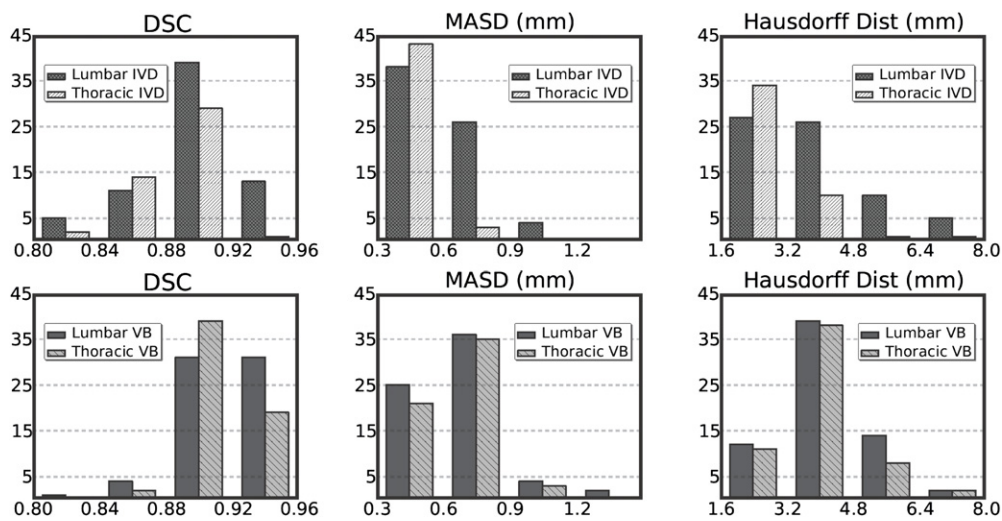 DSC
45
35
25
15
5
Lumbar IVD
Thoracic IVD
0.80 0.84 0.88 0.92 0.96
MASD (mm)
45
35
25
15
5
Lumbar IVD
Thoracic IVD
0.3 0.6 0.9 1.2
Hausdorff Dist (mm)
45
35
25
15
5
Lumbar IVD
Thoracic IVD
1.6 3.2 4.8 6.4 8.0
DSC
45
35
25
15
5
Lumbar VB
Thoracic VB
0.80 0.84 0.88 0.92 0.96
MASD (mm)
45
35
25
15
5
Lumbar VB
Thoracic VB
0.3 0.6 0.9 1.2
Hausdorff Dist (mm)
45
35
25
15
5
Lumbar VB
Thoracic VB
1.6 3.2 4.8 6.4 8.0